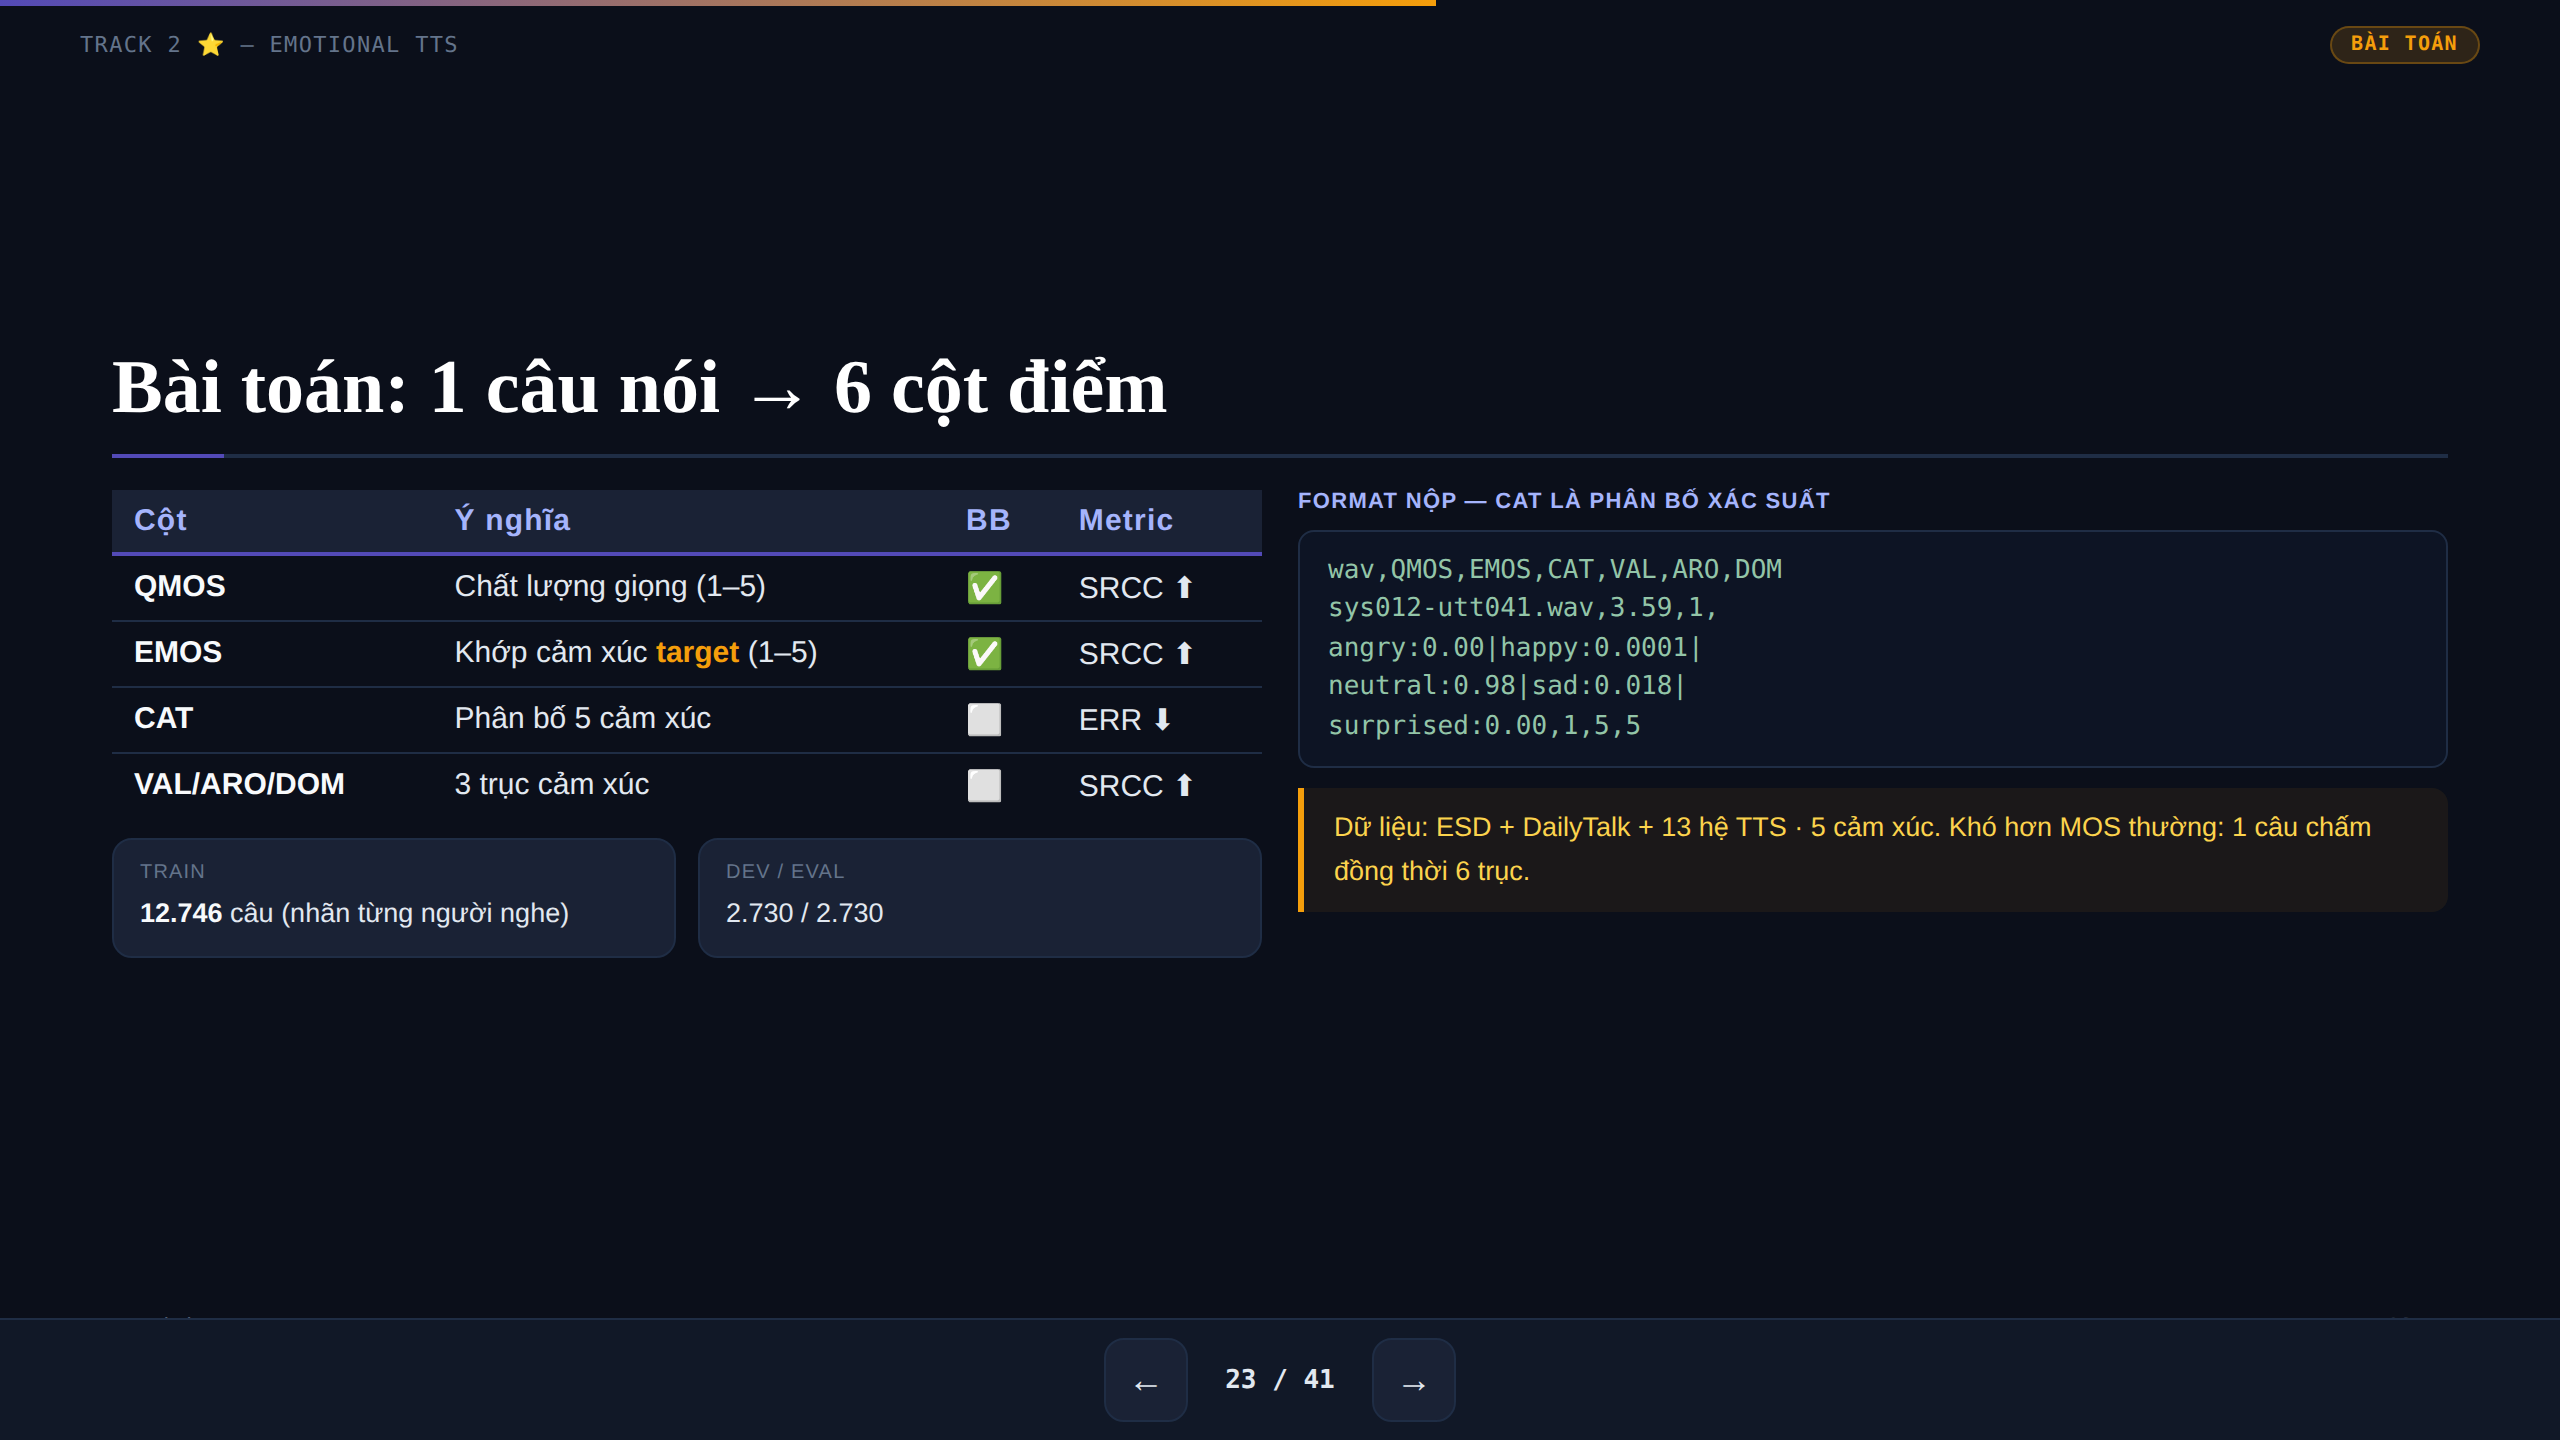 TRACK 2 ⭐ — EMOTIONAL TTS
BÀI TOÁN
Bài toán: 1 câu nói → 6 cột điểm
Cột Ý nghĩa BB Metric
QMOS Chất lượng giọng (1–5) ✅ SRCC ⬆
EMOS Khớp cảm xúc target (1–5) ✅ SRCC ⬆
CAT Phân bố 5 cảm xúc ⬜ ERR ⬇
VAL/ARO/DOM 3 trục cảm xúc ⬜ SRCC ⬆
TRAIN
12.746 câu (nhãn từng người nghe)
DEV / EVAL
2.730 / 2.730
FORMAT NỘP — CAT LÀ PHÂN BỐ XÁC SUẤT
wav,QMOS,EMOS,CAT,VAL,ARO,DOM
sys012-utt041.wav,3.59,1,
angry:0.00|happy:0.0001|
neutral:0.98|sad:0.018|
surprised:0.00,1,5,5
Dữ liệu: ESD + DailyTalk + 13 hệ TTS · 5 cảm xúc. Khó hơn MOS thường: 1 câu chấm
đồng thời 6 trục.
← 23 / 41 →